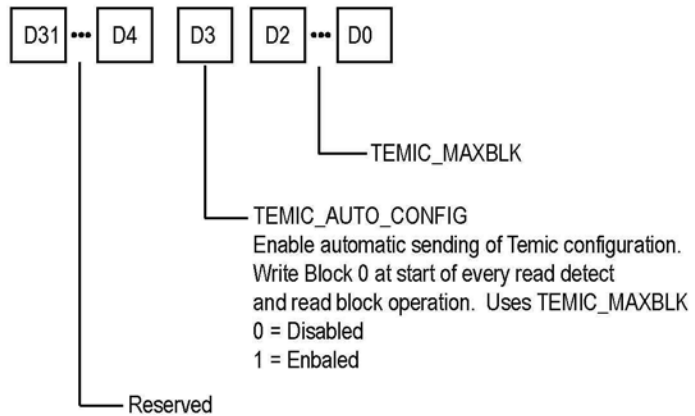 D31 ••• D4 D3 D2 ••• D0
TEMIC_MAXBLK
TEMIC_AUTO_CONFIG
Enable automatic sending of Temic configuration.
Write Block 0 at start of every read detect
and read block operation. Uses TEMIC_MAXBLK
0 = Disabled
1 = Enbaled
Reserved